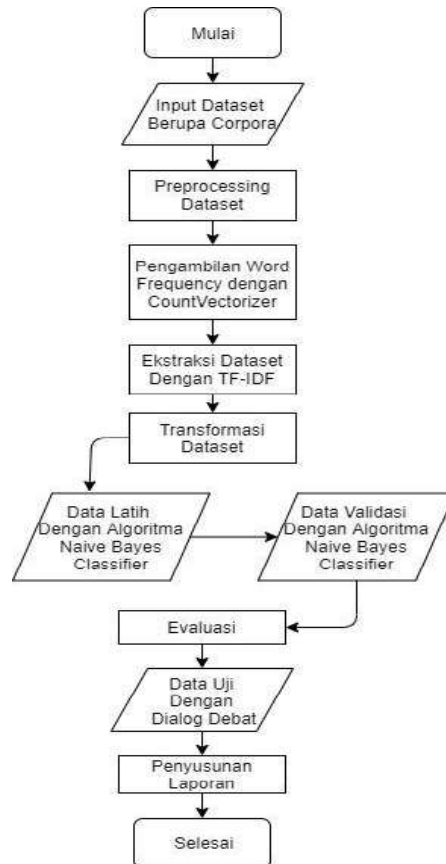 Mulai
Input Dataset
Berupa Corpora
Preprocessing
Dataset
Pengambilan Word
Frequency dengan
CountVectorizer
Ekstraksi Dataset
Dengan TF-IDF
Transformasi
Dataset
Data Latih
Dengan Algoritma
Naive Bayes
Classifier
Data Validasi
Dengan Algoritma
Naive Bayes
Classifier
Evaluasi
Data Uji
Dengan
Dialog Debat
Penyusunan
Laporan
Selesai